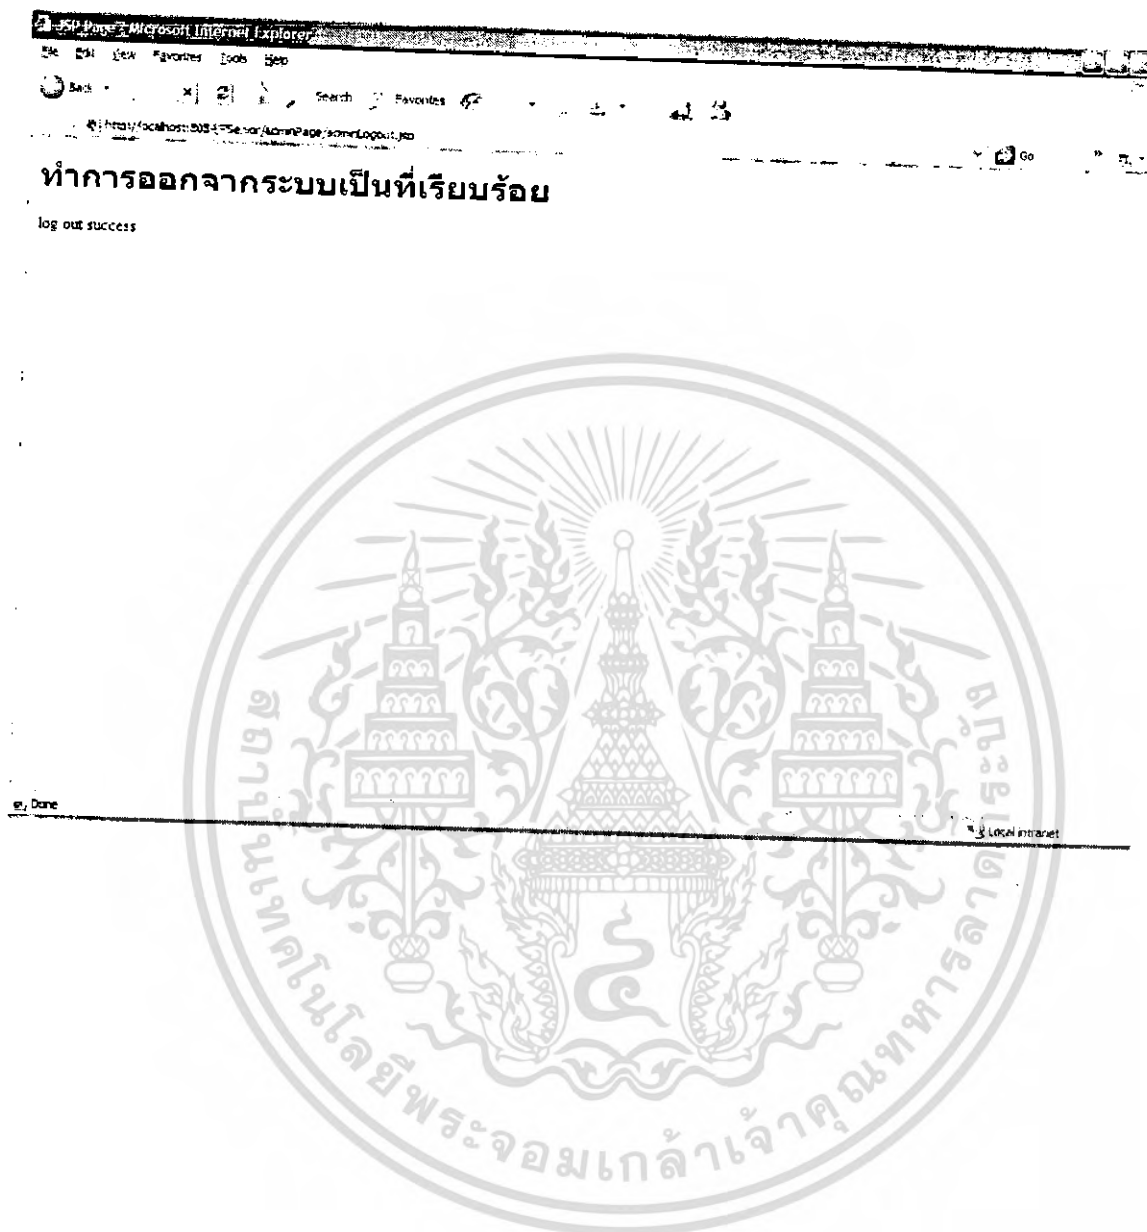 JSP Page - Microsoft Internet Explorer
File Edit View Favorites Tools Help
Back Search Favorites
Go
ทำการออกจากระบบเป็นที่เรียบร้อย
log out success
Done
Local intranet
สถาบันเทคโนโลยีพระจอมเกล้าเจ้าคุณทหารลาดกระบัง